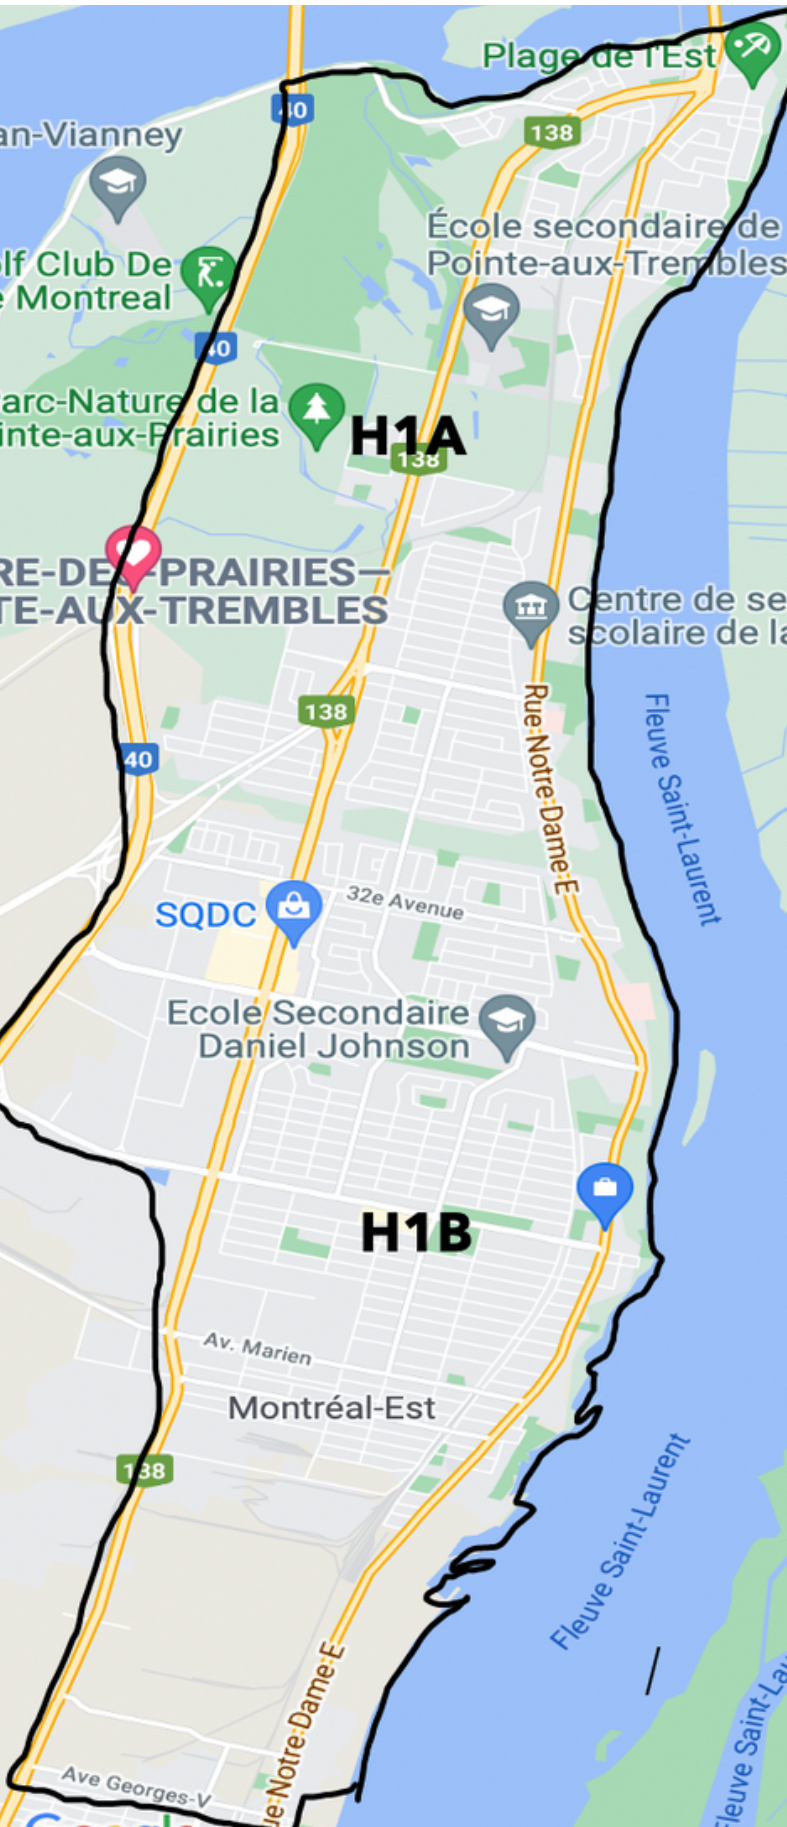 Plage de l'Est
40
138
an-Vianney
École secondaire de
Pointe-aux-Trembles
lf Club De
e Montreal
40
arc-Nature de la
inte-aux-Prairies
H1A
138
RE-DES-PRAIRIES—
TE-AUX-TREMBLES
Centre de se
scolaire de la
138
Rue Notre-Dame E
Fleuve Saint-Laurent
40
32e Avenue
SQDC
Ecole Secondaire
Daniel Johnson
H1B
Av. Marien
Montréal-Est
138
Fleuve Saint-Laurent
ue Notre-Dame E
Fleuve Saint-La
Ave Georges-V
Google